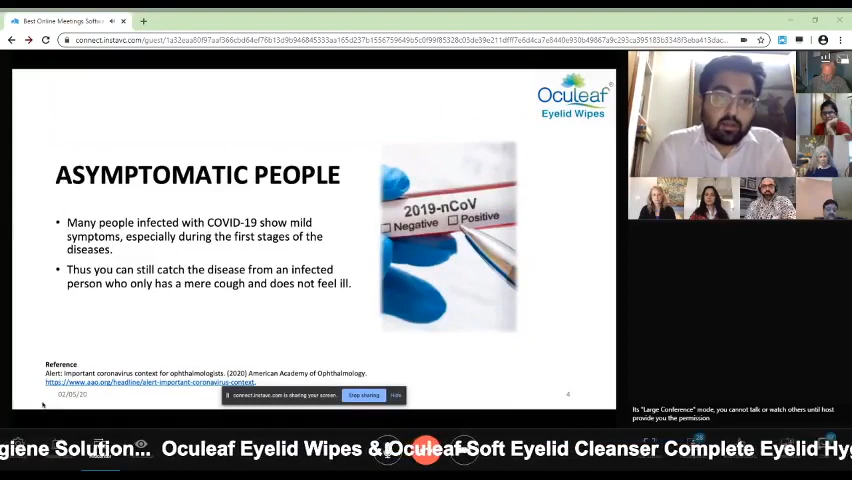 Best Online Meetings Softw
Oculeaf®
Eyelid Wipes
ASYMPTOMATIC PEOPLE
• Many people infected with COVID-19 show mild
symptoms, especially during the first stages of the
diseases.
• Thus you can still catch the disease from an infected
person who only has a mere cough and does not feel ill.
2019-nCoV
Negative
Positive
Reference
Alert: Important coronavirus context for ophthalmologists. (2020) American Academy of Ophthalmology.
https://www.aao.org/headline/alert-important-coronavirus-context.
02/05/20
connect.instavc.com is sharing your screen.
Stop sharing
Hide
4
Its "Large Conference" mode, you cannot talk or watch others until host
provide you the permission
28
giene Solution... Oculeaf Eyelid Wipes & Oculeaf Soft Eyelid Cleanser Complete Eyelid Hyg